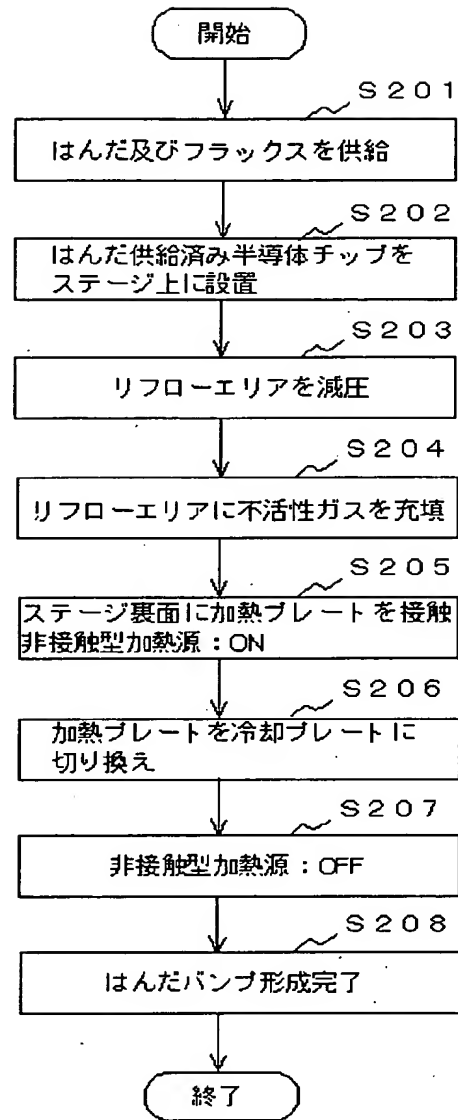 開始
S201
はんだ及びフラックスを供給
S202
はんだ供給済み半導体チップを
ステージ上に設置
S203
リフローエリアを減圧
S204
リフローエリアに不活性ガスを充填
S205
ステージ裏面に加熱プレートを接触
非接触型加熱源:ON
S206
加熱プレートを冷却プレートに
切り換え
S207
非接触型加熱源:OFF
S208
はんだバンプ形成完了
終了